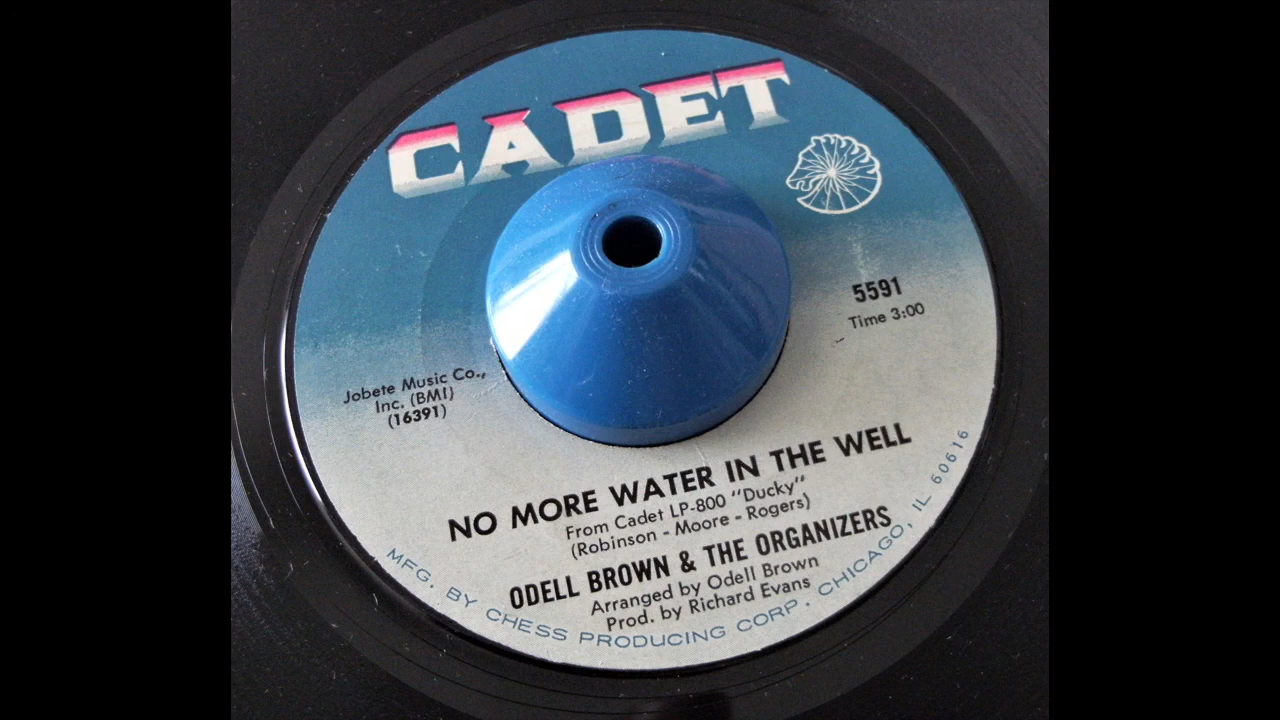 CADET
5591
Time 3:00
Jobete Music Co.,
Inc. (BMI)
(16391)
NO MORE WATER IN THE WELL
From Cadet LP-800 "Ducky"
(Robinson - Moore - Rogers)
ODELL BROWN & THE ORGANIZERS
Arranged by Odell Brown
Prod. by Richard Evans
MFG. BY CHESS PRODUCING CORP. CHICAGO, IL 60616